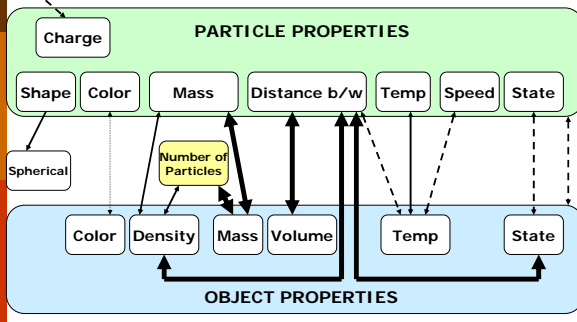 PARTICLE PROPERTIES
Charge
Shape Color Mass Distance b/w Temp Speed State
Number of
Particles
Spherical
Color Density Mass Volume Temp State
OBJECT PROPERTIES